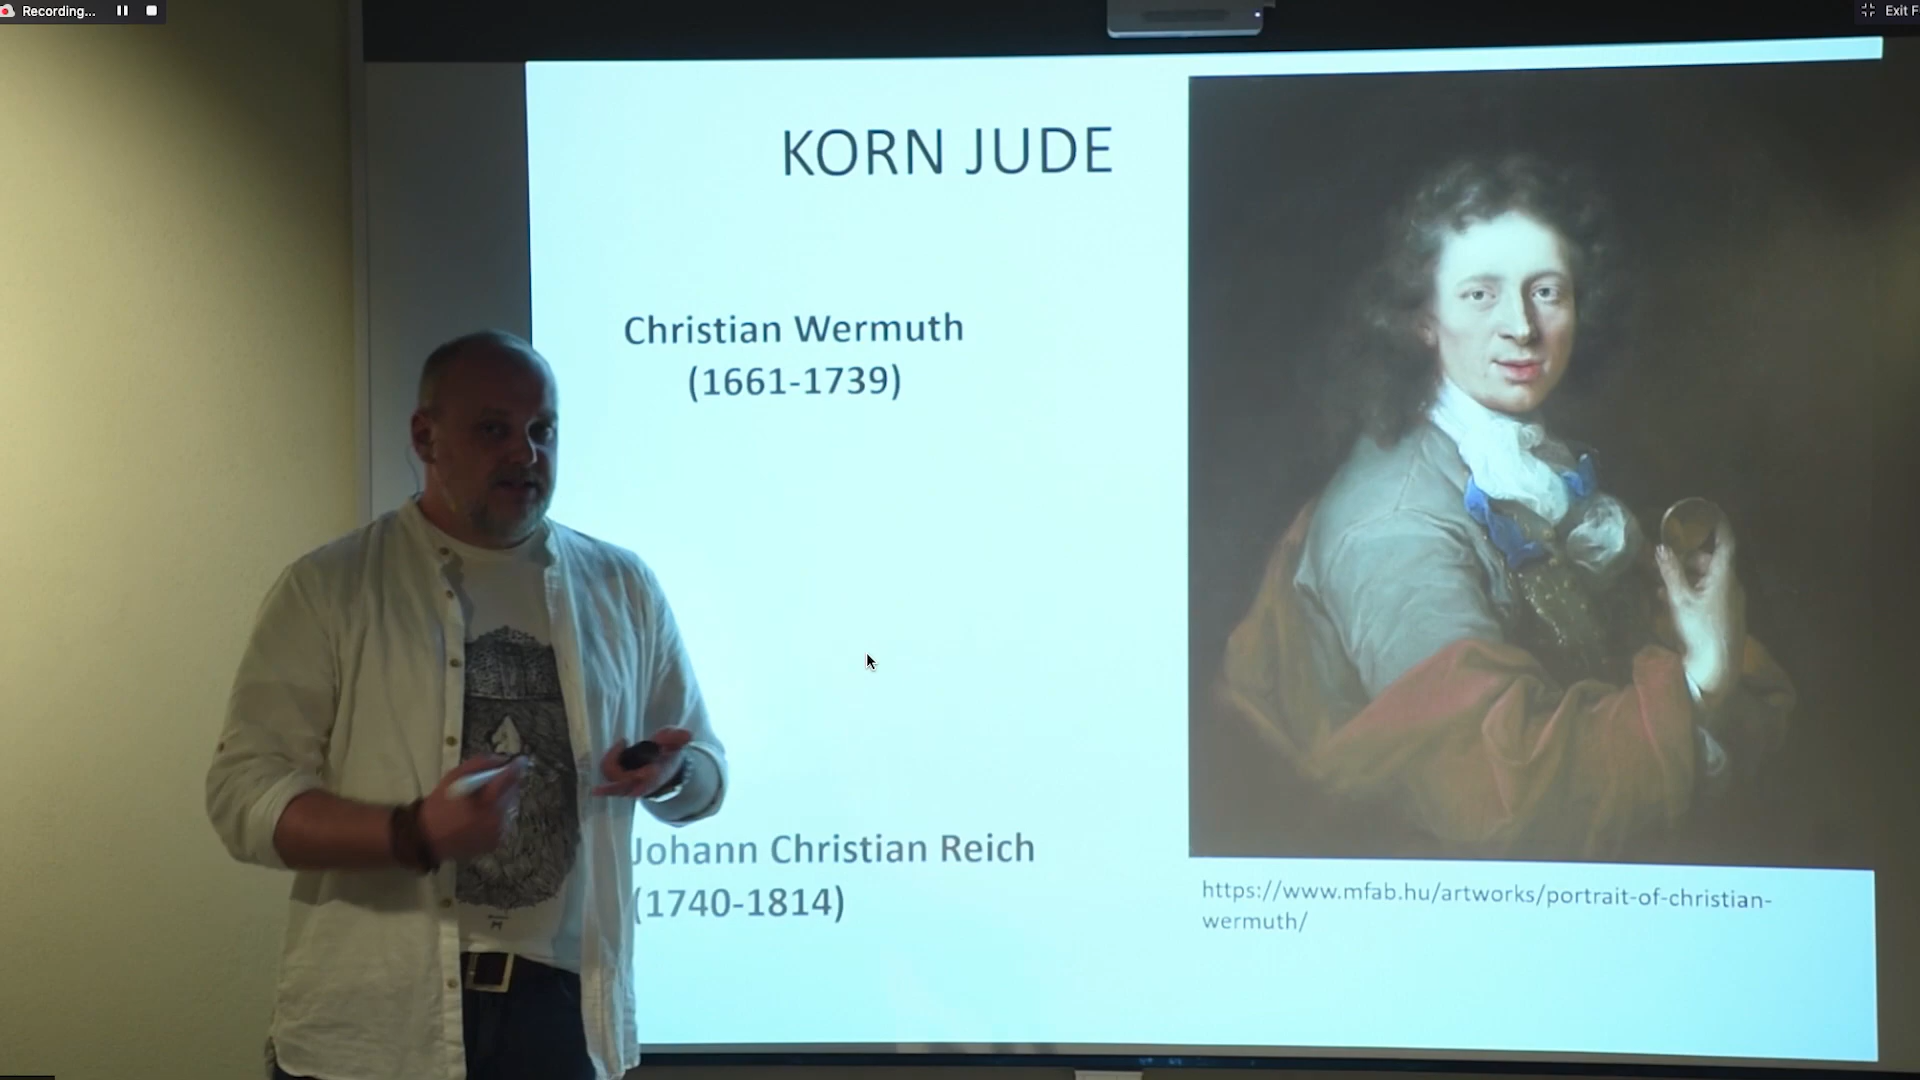 Recording...
Exit F
KORN JUDE
Christian Wermuth
(1661-1739)
Johann Christian Reich
(1740-1814)
https://www.mfab.hu/artworks/portrait-of-christian-
wermuth/